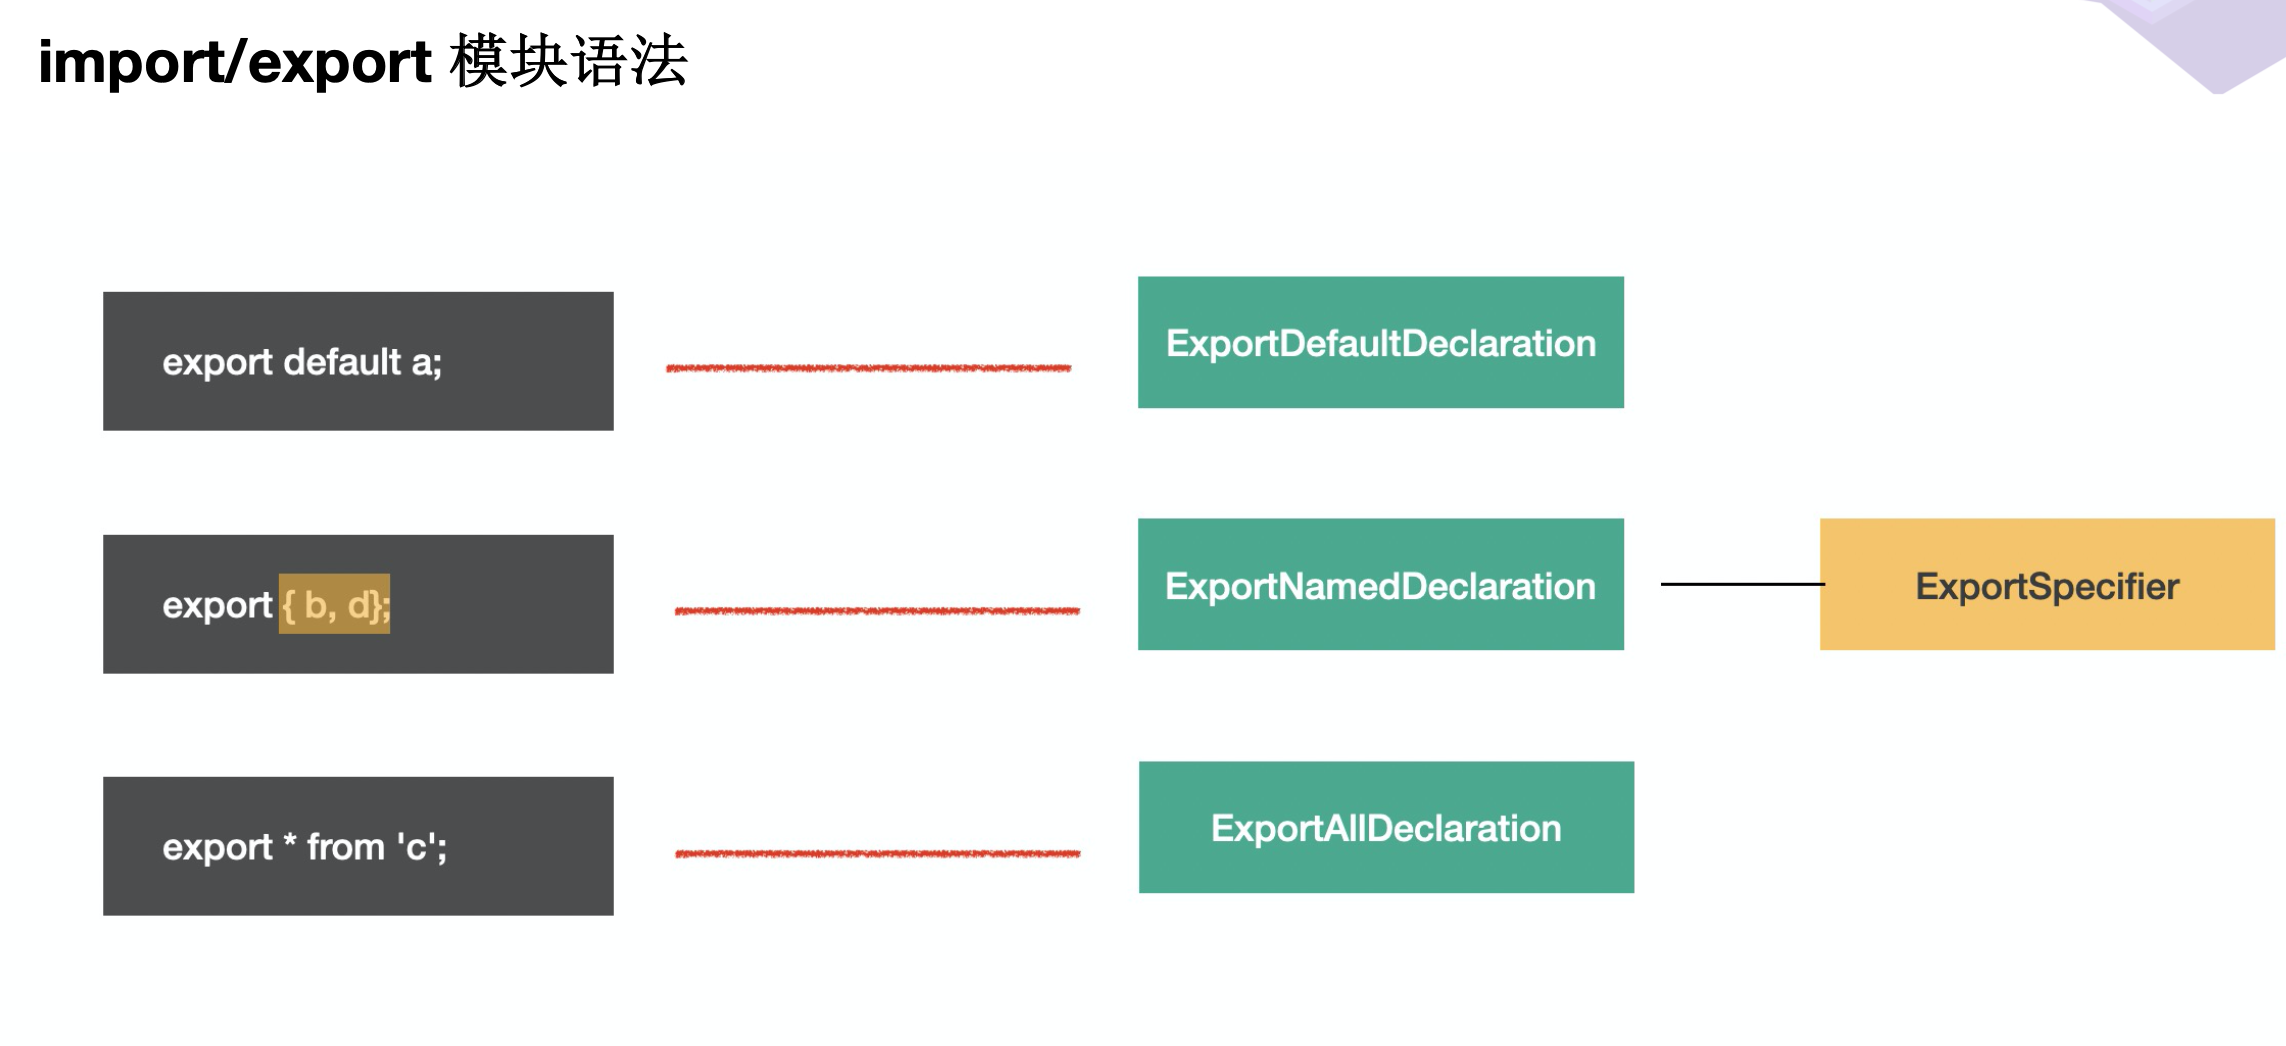 import/export 模块语法
export default a;
ExportDefaultDeclaration
export { b, d};
ExportNamedDeclaration
ExportSpecifier
export * from 'c';
ExportAllDeclaration